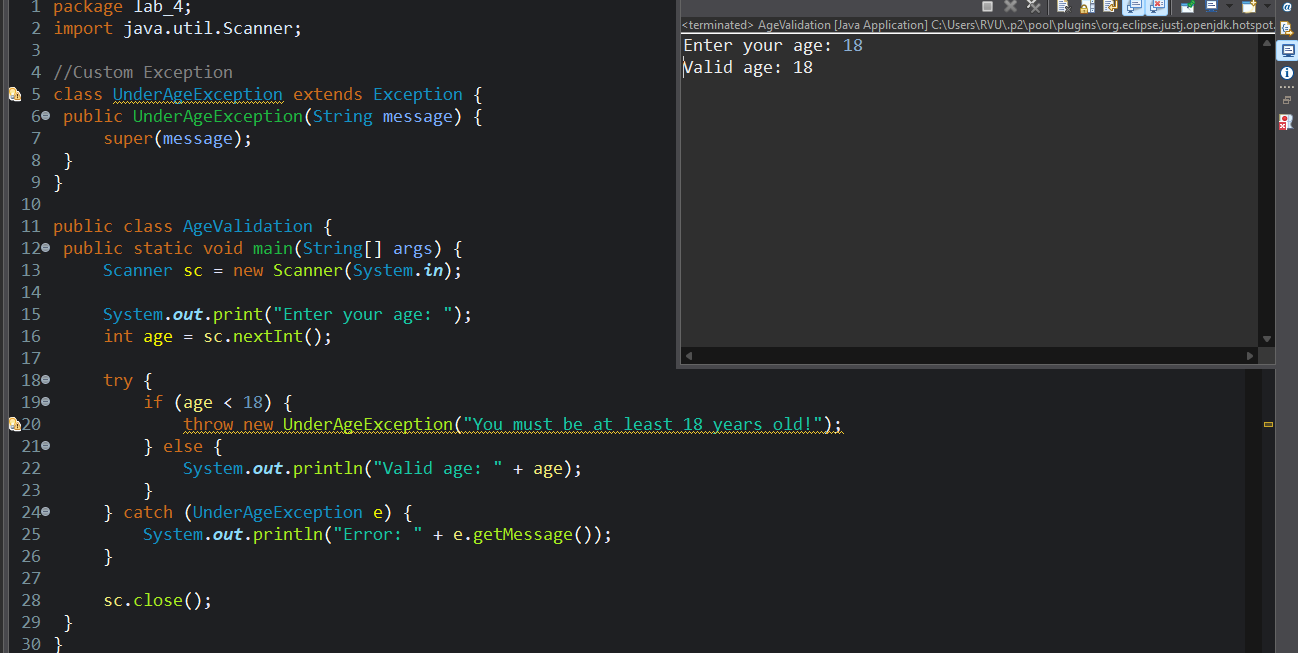 1 package lab_4;
2 import java.util.Scanner;
3
4 //Custom Exception
5 class UnderAgeException extends Exception {
6 public UnderAgeException(String message) {
7 super(message);
8 }
9 }
10
11 public class AgeValidation {
12 public static void main(String[] args) {
13 Scanner sc = new Scanner(System.in);
14
15 System.out.print("Enter your age: ");
16 int age = sc.nextInt();
17
18 try {
19 if (age < 18) {
20 throw new UnderAgeException("You must be at least 18 years old!");
21 } else {
22 System.out.println("Valid age: " + age);
23 }
24 } catch (UnderAgeException e) {
25 System.out.println("Error: " + e.getMessage());
26 }
27
28 sc.close();
29 }
30 }
<terminated> AgeValidation [Java Application] C:\Users\RVU\.p2\pool\plugins\org.eclipse.justj.openjdk.hotspot.
Enter your age: 18
Valid age: 18